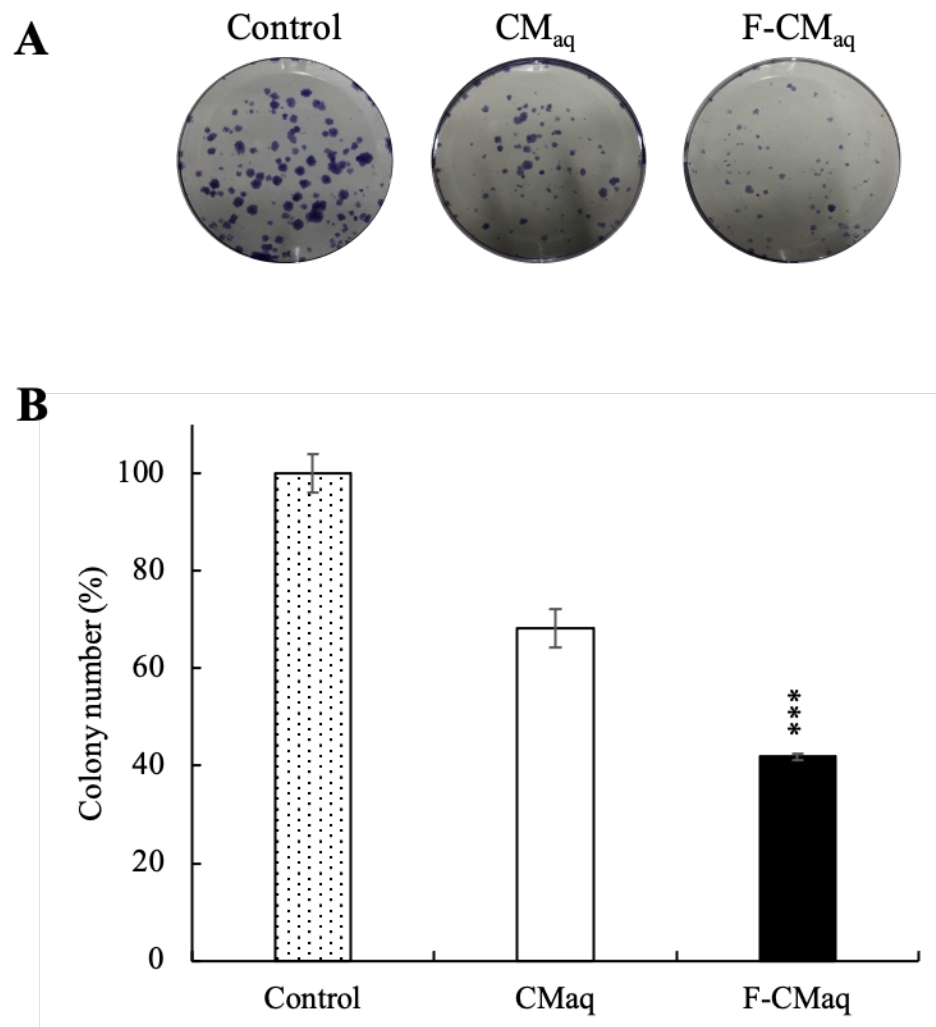 A
Control CMaq F-CMaq
B
Colony number (%)
100
80
60
40
20
0
***
Control CMaq F-CMaq